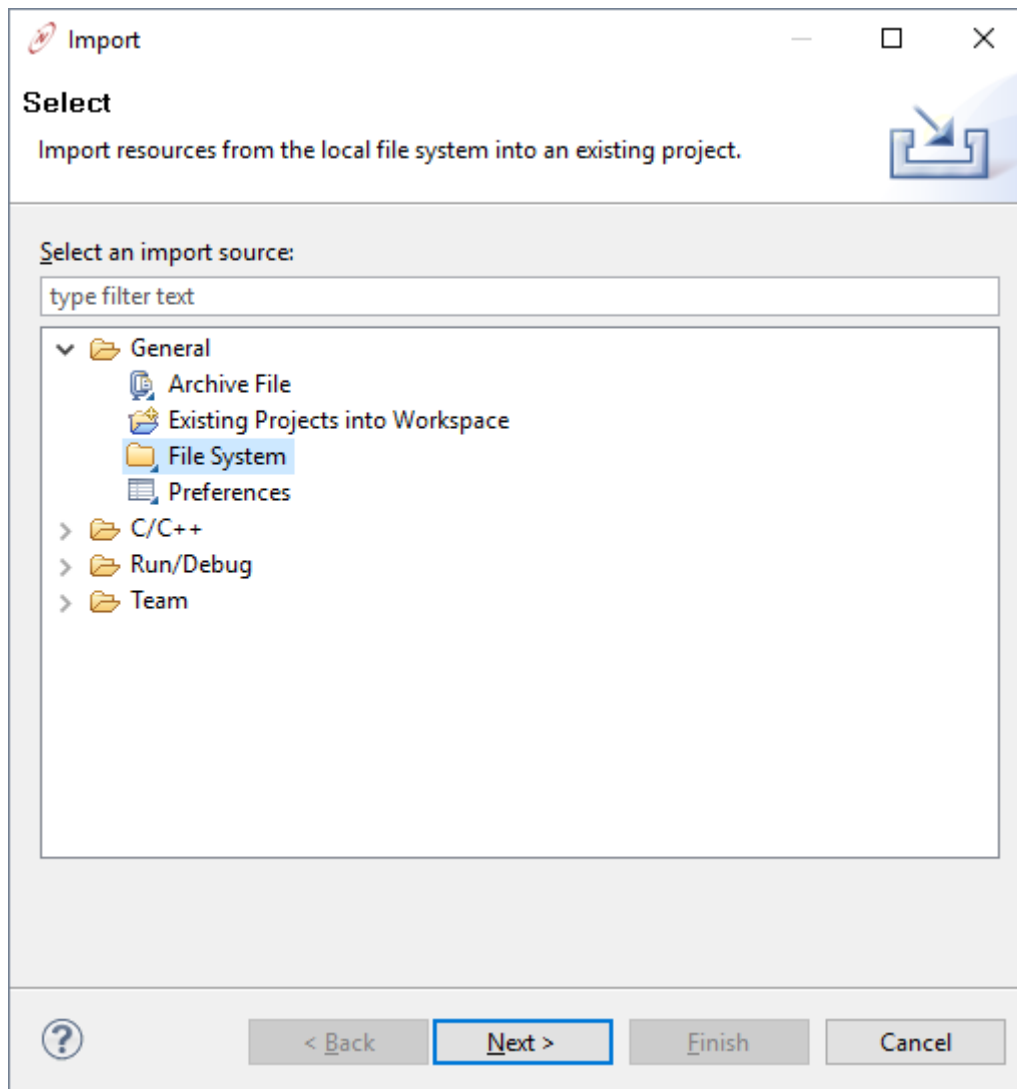 Import
Select
Import resources from the local file system into an existing project.
Select an import source:
type filter text
General
Archive File
Existing Projects into Workspace
File System
Preferences
C/C++
Run/Debug
Team
?
< Back
Next >
Finish
Cancel